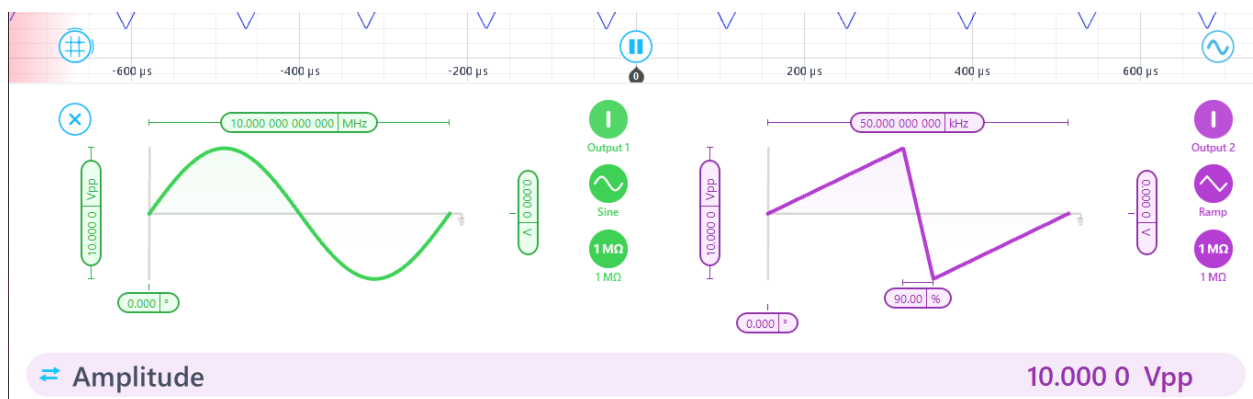 -600 µs -400 µs -200 µs 0 200 µs 400 µs 600 µs
10.000 000 000 000 MHz
Output 1
10.000 0 Vpp
0.000 0 V
Sine
1 MΩ
1 MΩ
0.000 °
50.000 000 000 kHz
Output 2
10.000 0 Vpp
0.000 0 V
Ramp
1 MΩ
1 MΩ
90.00 %
0.000 °
Amplitude 10.000 0 Vpp